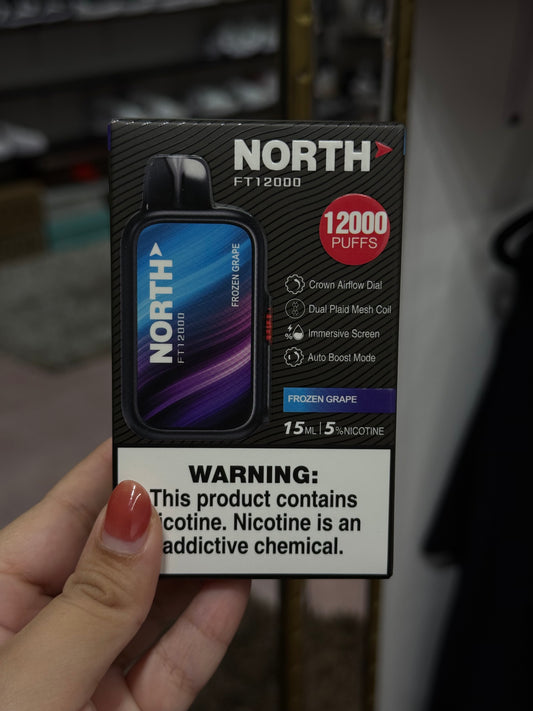 NORTH
FT12000
12000
PUFFS
NORTH
FT12000
FROZEN GRAPE
Crown Airflow Dial
Dual Plaid Mesh Coil
%
Immersive Screen
Auto Boost Mode
FROZEN GRAPE
15ML | 5%NICOTINE
WARNING:
This product contains
icotine. Nicotine is an
addictive chemical.